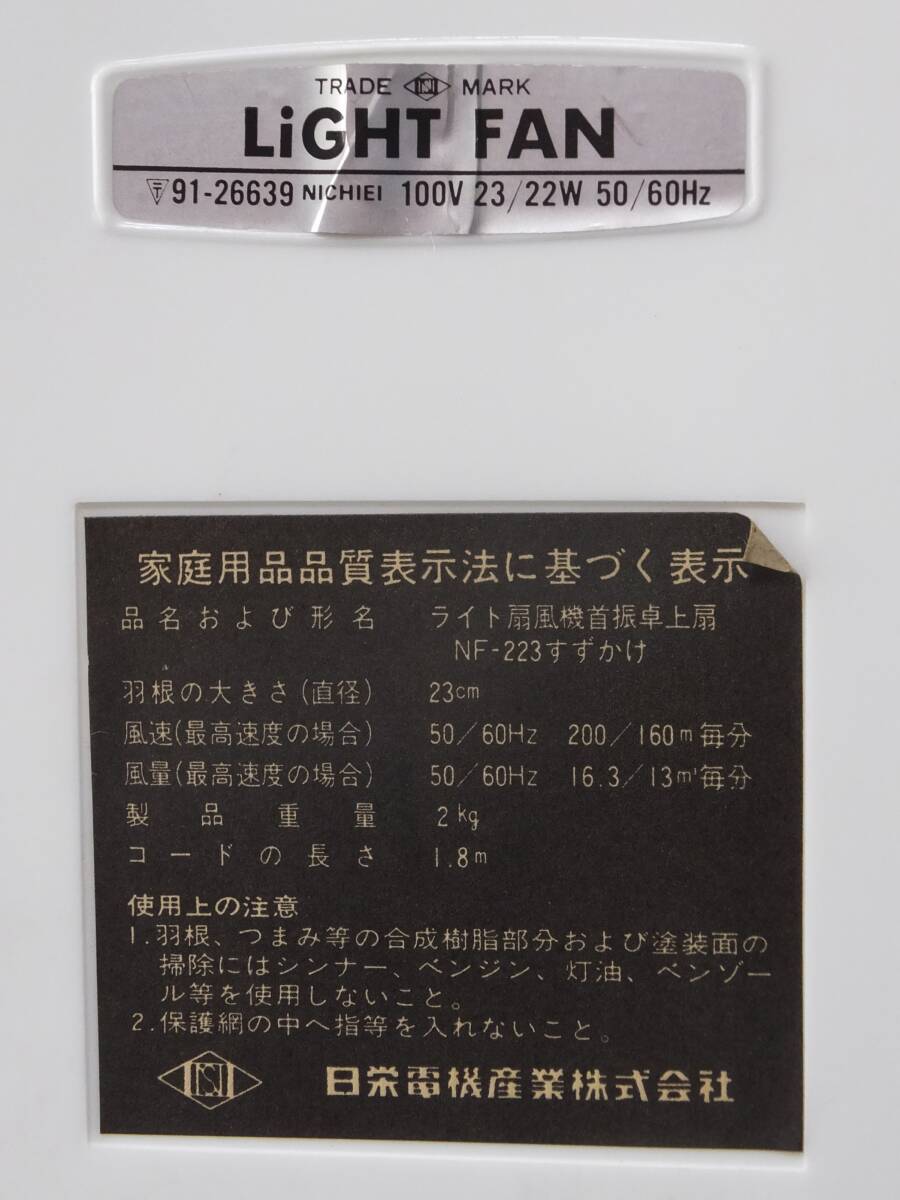 TRADE MARK
LiGHT FAN
91-26639 NICHIEI 100V 23/22W 50/60Hz
家庭用品品質表示法に基づく表示
品名および形名 ライト扇風機首振卓上扇
NF-223すずかけ
羽根の大きさ(直径) 23cm
風速(最高速度の場合) 50/60Hz 200/160m毎分
風量(最高速度の場合) 50/60Hz 16.3/13m³毎分
製品重量 2kg
コードの長さ 1.8m
使用上の注意
1.羽根、つまみ等の合成樹脂部分および塗装面の
掃除にはシンナー、ベンジン、灯油、ベンゾー
ル等を使用しないこと。
2.保護網の中へ指等を入れないこと。
日栄電機産業株式会社